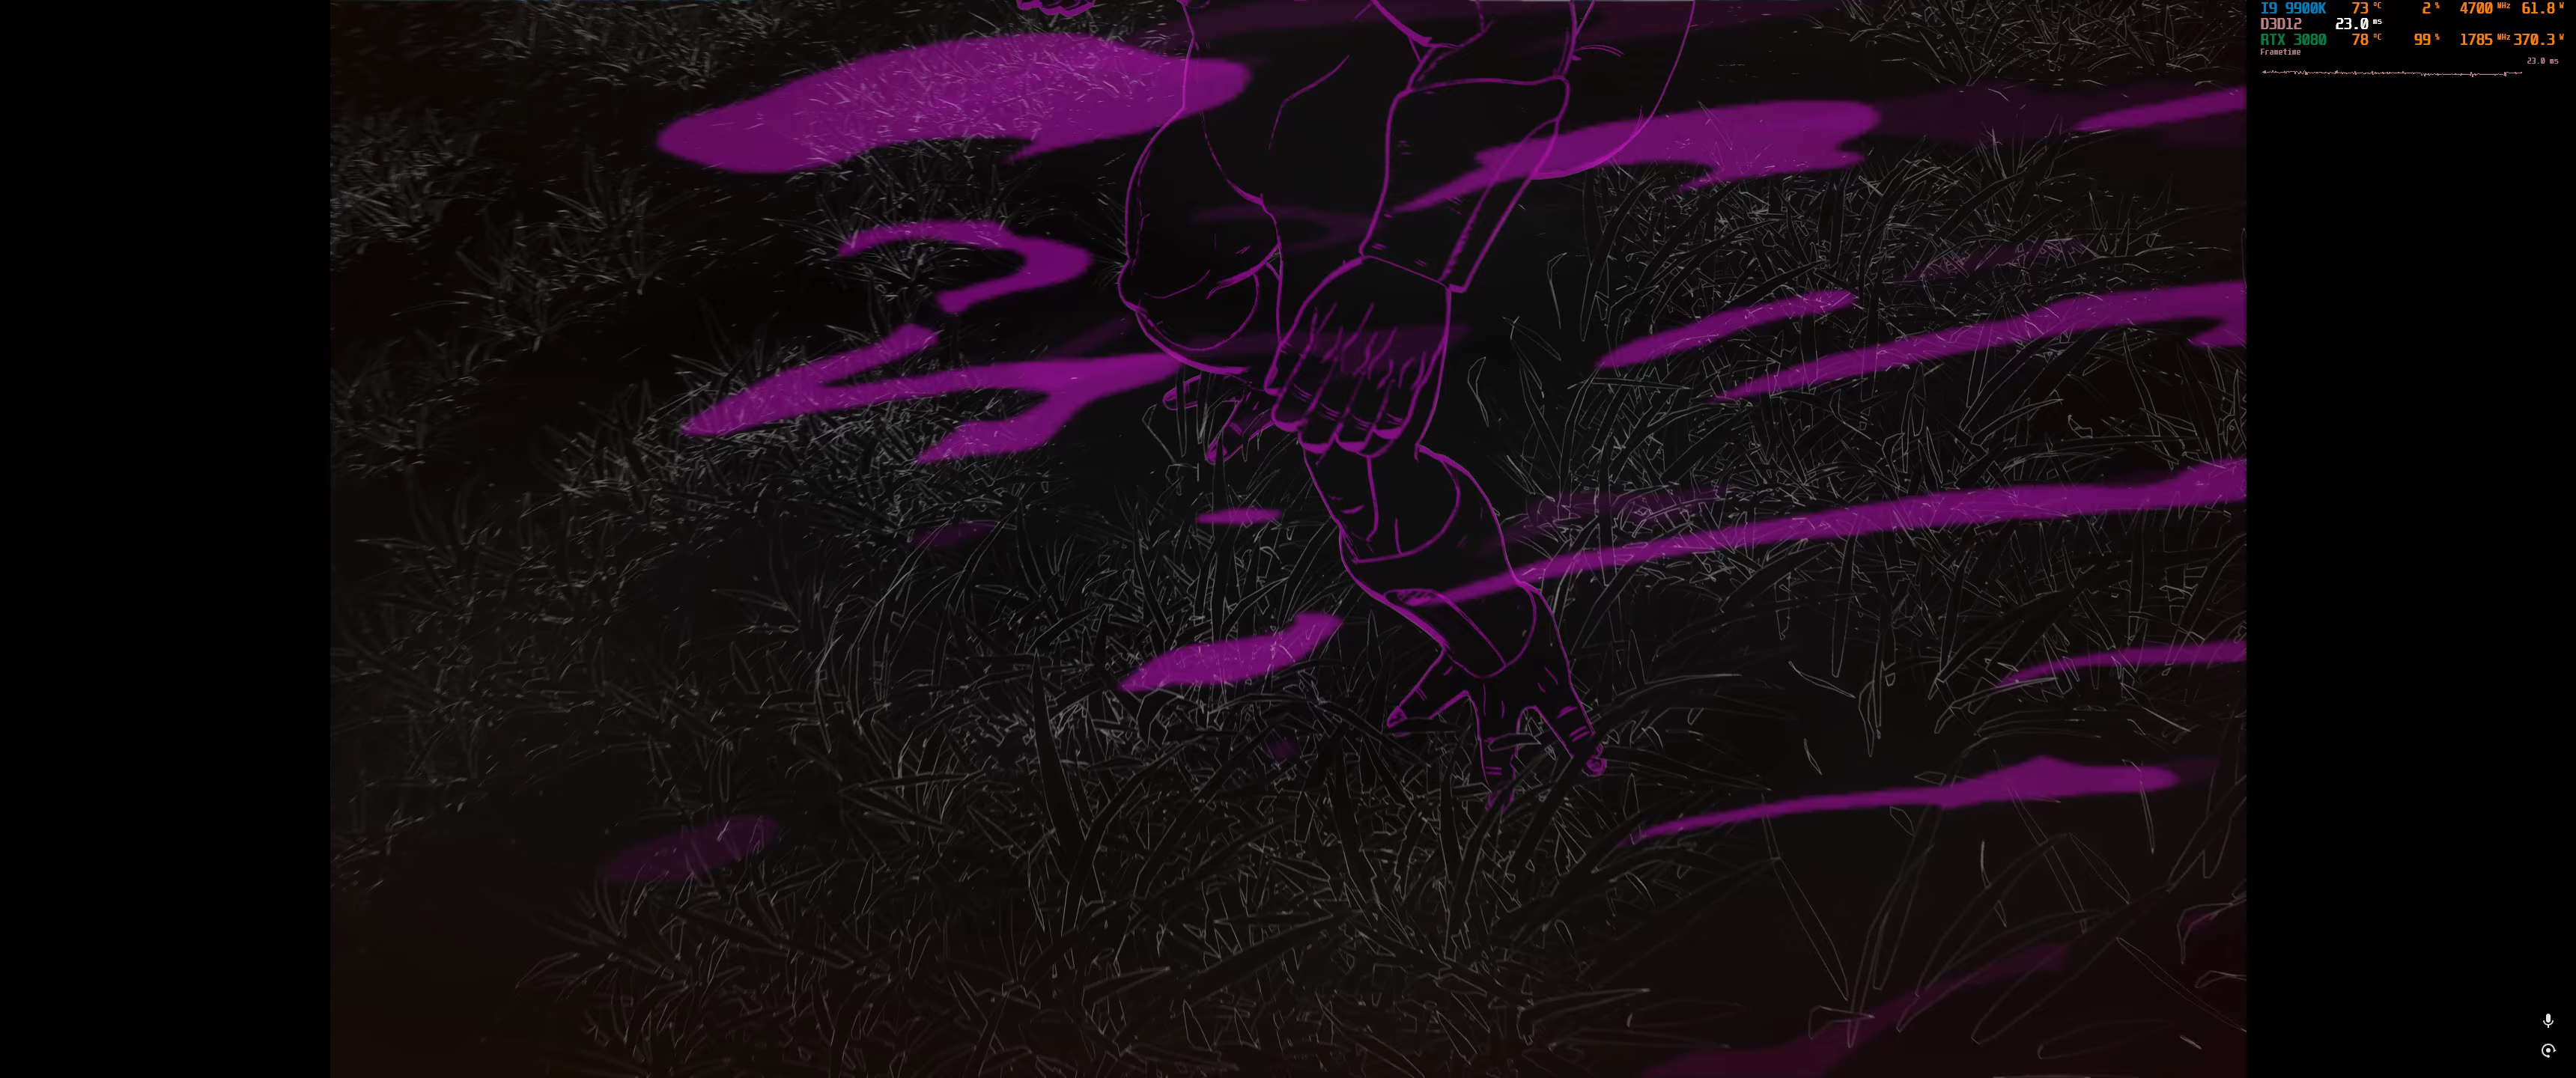 I9 9900K 73 °C 2 % 4700 MHz 61.8 W
D3D12 23.0 ms
RTX 3080 78 °C 99 % 1785 MHz 370.3 W
Frametime
23.0 ms